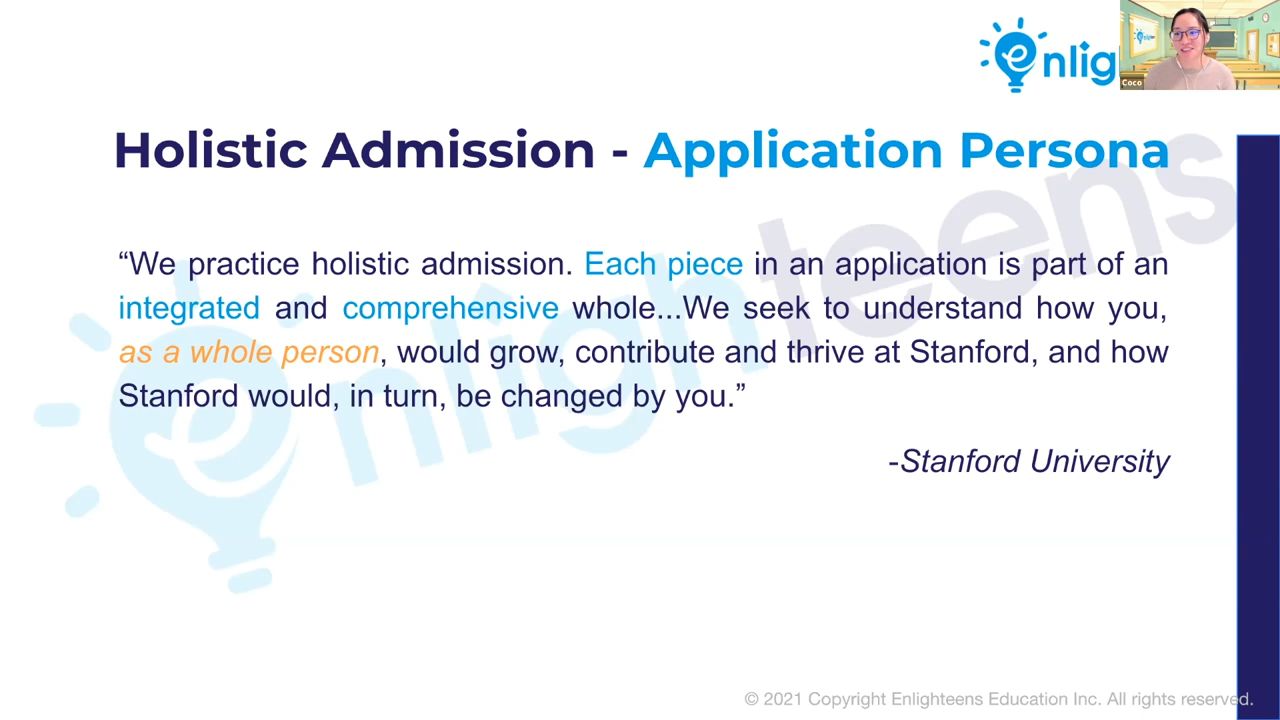 enlig
Coco
Holistic Admission - Application Persona
“We practice holistic admission. Each piece in an application is part of an
integrated and comprehensive whole...We seek to understand how you,
as a whole person, would grow, contribute and thrive at Stanford, and how
Stanford would, in turn, be changed by you.”
-Stanford University
enlighteens
© 2021 Copyright Enlighteens Education Inc. All rights reserved.